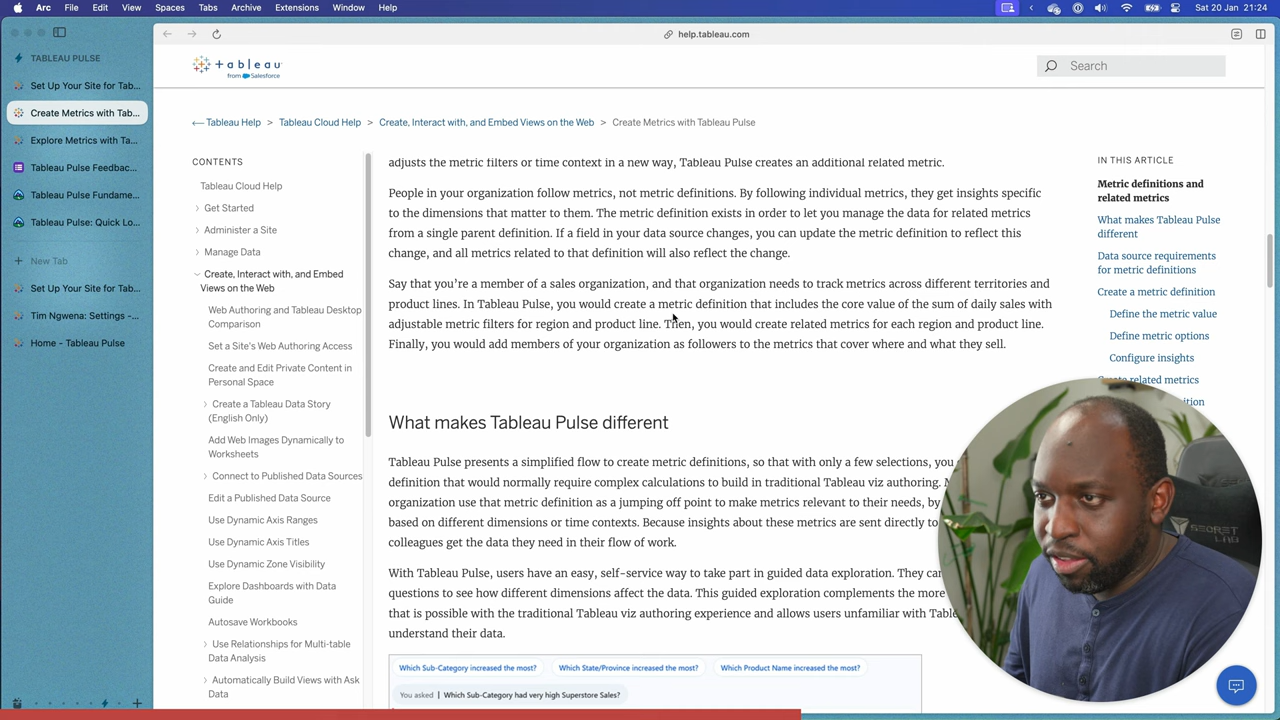 Arc File Edit View Spaces Tabs Archive Extensions Window Help
Sat 20 Jan 21:24
TABLEAU PULSE
Set Up Your Site for Tab...
Create Metrics with Tab...
Explore Metrics with Ta...
Tableau Pulse Feedbac...
Tableau Pulse Fundame...
Tableau Pulse: Quick Lo...
New Tab
Set Up Your Site for Tab...
Tim Ngwena: Settings -...
Home - Tableau Pulse
help.tableau.com
+ableau
from Salesforce
Search
Tableau Help > Tableau Cloud Help > Create, Interact with, and Embed Views on the Web > Create Metrics with Tableau Pulse
CONTENTS
Tableau Cloud Help
Get Started
Administer a Site
Manage Data
Create, Interact with, and Embed
Views on the Web
Web Authoring and Tableau Desktop
Comparison
Set a Site's Web Authoring Access
Create and Edit Private Content in
Personal Space
Create a Tableau Data Story
(English Only)
Add Web Images Dynamically to
Worksheets
Connect to Published Data Sources
Edit a Published Data Source
Use Dynamic Axis Ranges
Use Dynamic Axis Titles
Use Dynamic Zone Visibility
Explore Dashboards with Data
Guide
Autosave Workbooks
Use Relationships for Multi-table
Data Analysis
Automatically Build Views with Ask
Data
adjusts the metric filters or time context in a new way, Tableau Pulse creates an additional related metric.
People in your organization follow metrics, not metric definitions. By following individual metrics, they get insights specific
to the dimensions that matter to them. The metric definition exists in order to let you manage the data for related metrics
from a single parent definition. If a field in your data source changes, you can update the metric definition to reflect this
change, and all metrics related to that definition will also reflect the change.
Say that you're a member of a sales organization, and that organization needs to track metrics across different territories and
product lines. In Tableau Pulse, you would create a metric definition that includes the core value of the sum of daily sales with
adjustable metric filters for region and product line. Then, you would create related metrics for each region and product line.
Finally, you would add members of your organization as followers to the metrics that cover where and what they sell.
What makes Tableau Pulse different
Tableau Pulse presents a simplified flow to create metric definitions, so that with only a few selections, you
definition that would normally require complex calculations to build in traditional Tableau viz authoring.
organization use that metric definition as a jumping off point to make metrics relevant to their needs, by
based on different dimensions or time contexts. Because insights about these metrics are sent directly to
colleagues get the data they need in their flow of work.
With Tableau Pulse, users have an easy, self-service way to take part in guided data exploration. They can
questions to see how different dimensions affect the data. This guided exploration complements the more
that is possible with the traditional Tableau viz authoring experience and allows users unfamiliar with
understand their data.
Which Sub-Category increased the most? Which State/Province increased the most? Which Product Name increased the most?
You asked | Which Sub-Category had very high Superstore Sales?
IN THIS ARTICLE
Metric definitions and
related metrics
What makes Tableau Pulse
different
Data source requirements
for metric definitions
Create a metric definition
Define the metric value
Define metric options
Configure insights
related metrics
SECRET
LAB